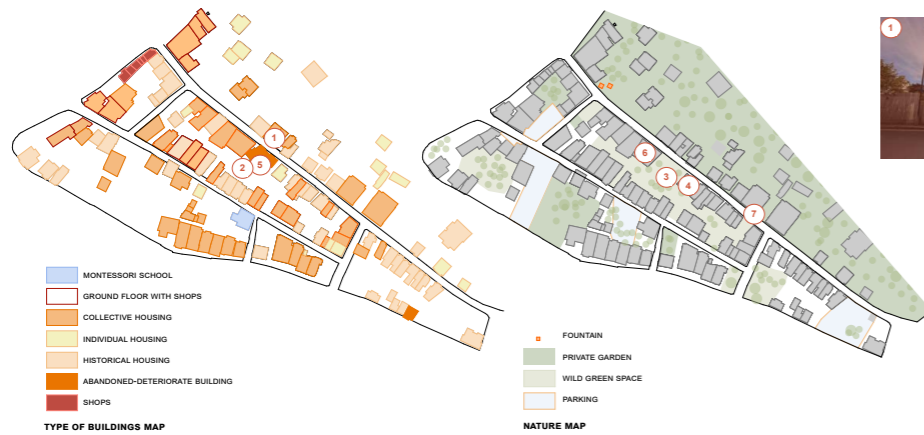 1
1
2
5
6
3
4
7
MONTESSORI SCHOOL
GROUND FLOOR WITH SHOPS
COLLECTIVE HOUSING
INDIVIDUAL HOUSING
HISTORICAL HOUSING
ABANDONED-DETERIORATE BUILDING
SHOPS
TYPE OF BUILDINGS MAP
FOUNTAIN
PRIVATE GARDEN
WILD GREEN SPACE
PARKING
NATURE MAP